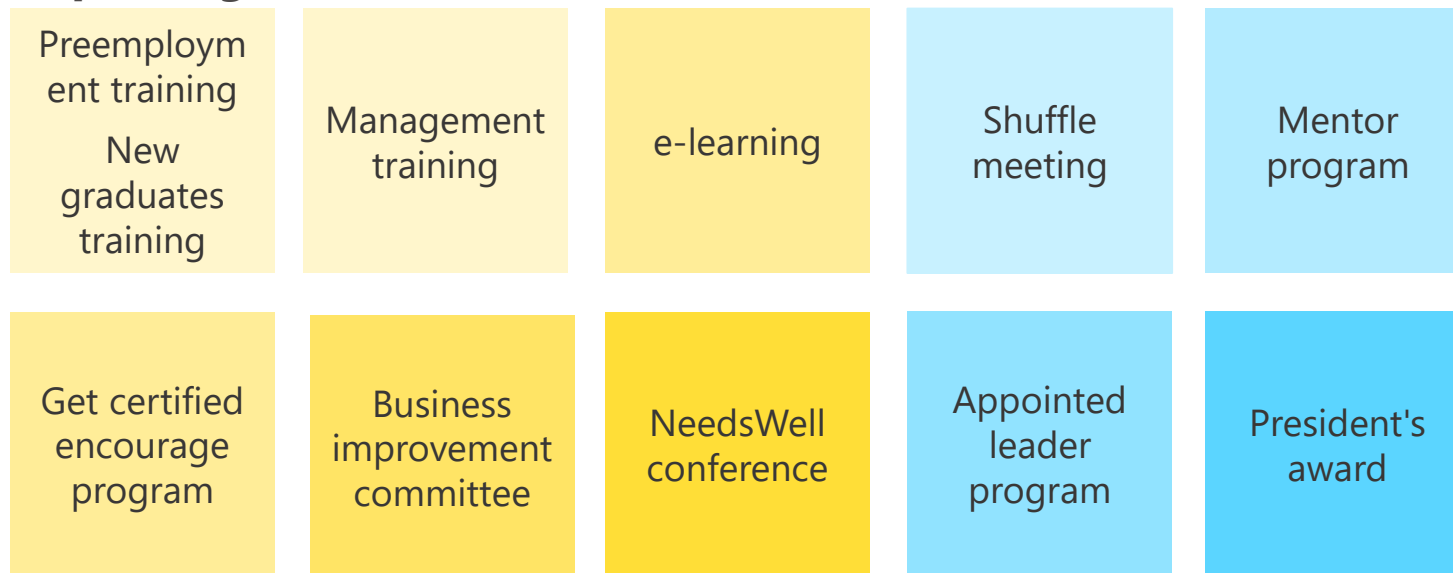 Preemploym
ent training
New
graduates
training
Management
training
e-learning
Shuffle
meeting
Mentor
program
Get certified
encourage
program
Business
improvement
committee
NeedsWell
conference
Appointed
leader
program
President's
award